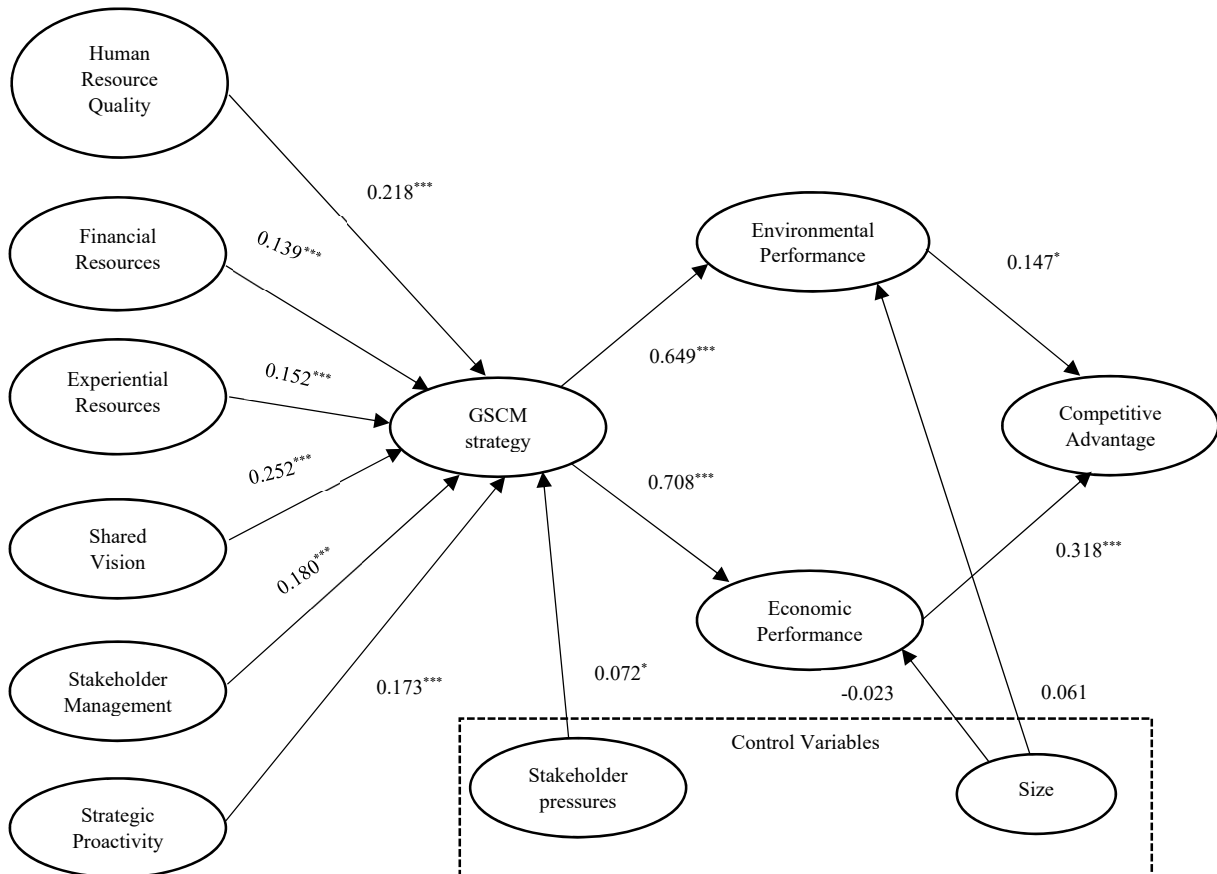 Human
Resource
Quality
0.218***
Financial
Resources
0.139***
Experiential
Resources
0.152***
Shared
Vision
0.252***
Stakeholder
Management
0.180***
Strategic
Proactivity
0.173***
GSCM
strategy
Environmental
Performance
0.649***
0.147*
Competitive
Advantage
0.708***
Economic
Performance
0.318***
0.072*
-0.023
0.061
Control Variables
Stakeholder
pressures
Size